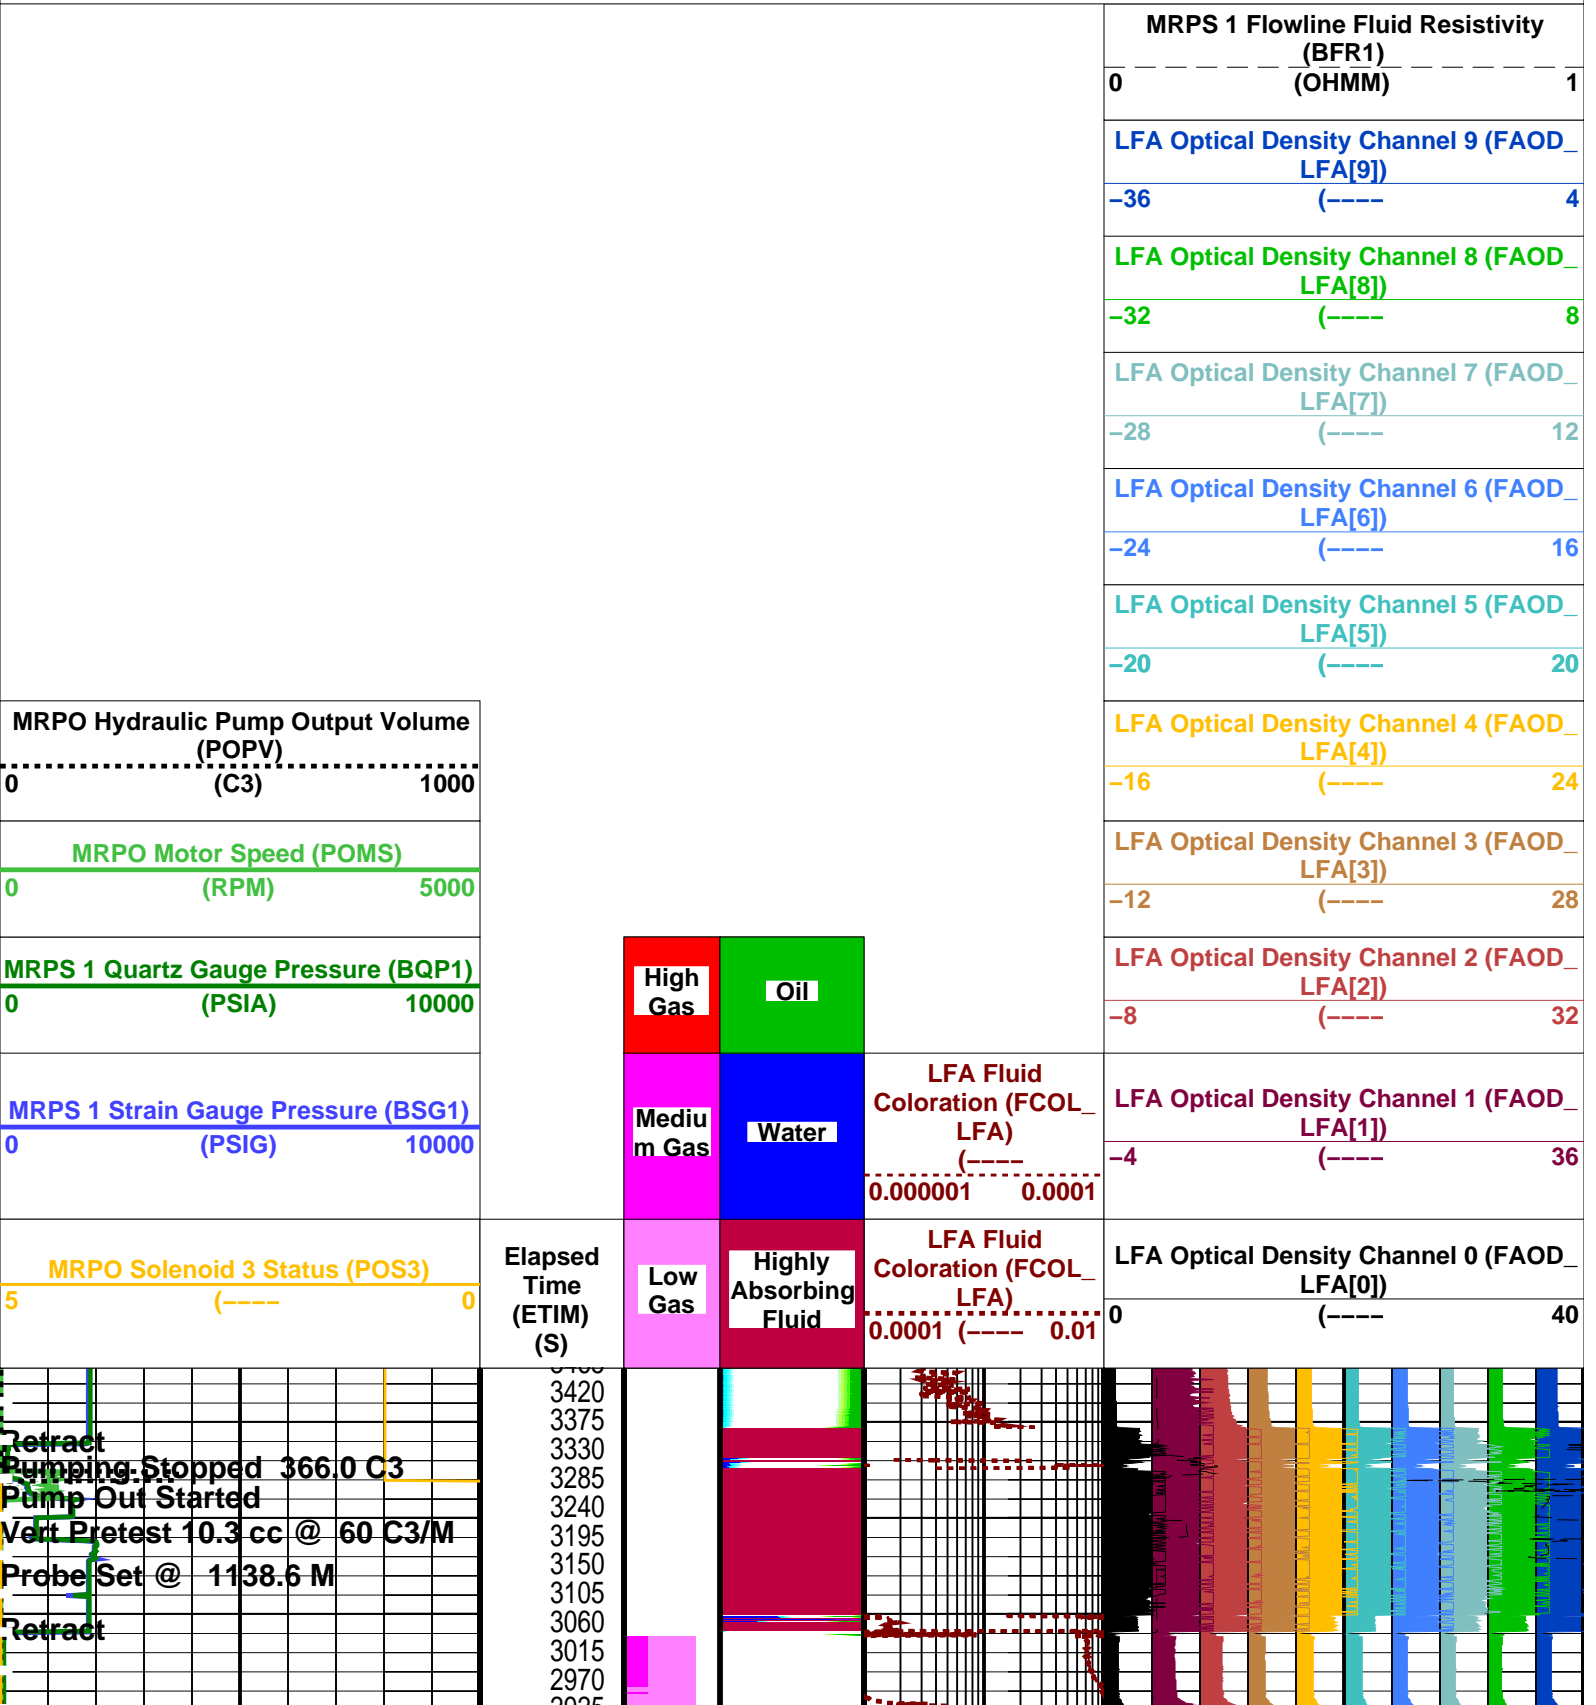 MRPS 1 Flowline Fluid Resistivity
(BFR1)
0 (OHMM) 1
LFA Optical Density Channel 9 (FAOD_
LFA[9])
−36 (−−−− 4
LFA Optical Density Channel 8 (FAOD_
LFA[8])
−32 (−−−− 8
LFA Optical Density Channel 7 (FAOD_
LFA[7])
−28 (−−−− 12
LFA Optical Density Channel 6 (FAOD_
LFA[6])
−24 (−−−− 16
LFA Optical Density Channel 5 (FAOD_
LFA[5])
−20 (−−−− 20
MRPO Hydraulic Pump Output Volume
(POPV)
0 (C3) 1000
LFA Optical Density Channel 4 (FAOD_
LFA[4])
−16 (−−−− 24
MRPO Motor Speed (POMS)
0 (RPM) 5000
LFA Optical Density Channel 3 (FAOD_
LFA[3])
−12 (−−−− 28
MRPS 1 Quartz Gauge Pressure (BQP1)
0 (PSIA) 10000
High
Gas
Oil
LFA Optical Density Channel 2 (FAOD_
LFA[2])
−8 (−−−− 32
MRPS 1 Strain Gauge Pressure (BSG1)
0 (PSIG) 10000
Mediu
m Gas
Water
LFA Fluid
Coloration (FCOL_
LFA)
(−−−−
0.000001 0.0001
LFA Optical Density Channel 1 (FAOD_
LFA[1])
−4 (−−−− 36
MRPO Solenoid 3 Status (POS3)
5 (−−−− 0
Elapsed
Time
(ETIM)
(S)
Low
Gas
Highly
Absorbing
Fluid
LFA Fluid
Coloration (FCOL_
LFA)
0.0001 (−−−− 0.01
LFA Optical Density Channel 0 (FAOD_
LFA[0])
0 (−−−− 40
Retract
Pumping Stopped 366.0 C3
Pump Out Started
Vert Pretest 10.3 cc @ 60 C3/M
Probe Set @ 1138.6 M
Retract
3420
3375
3330
3285
3240
3195
3150
3105
3060
3015
2970